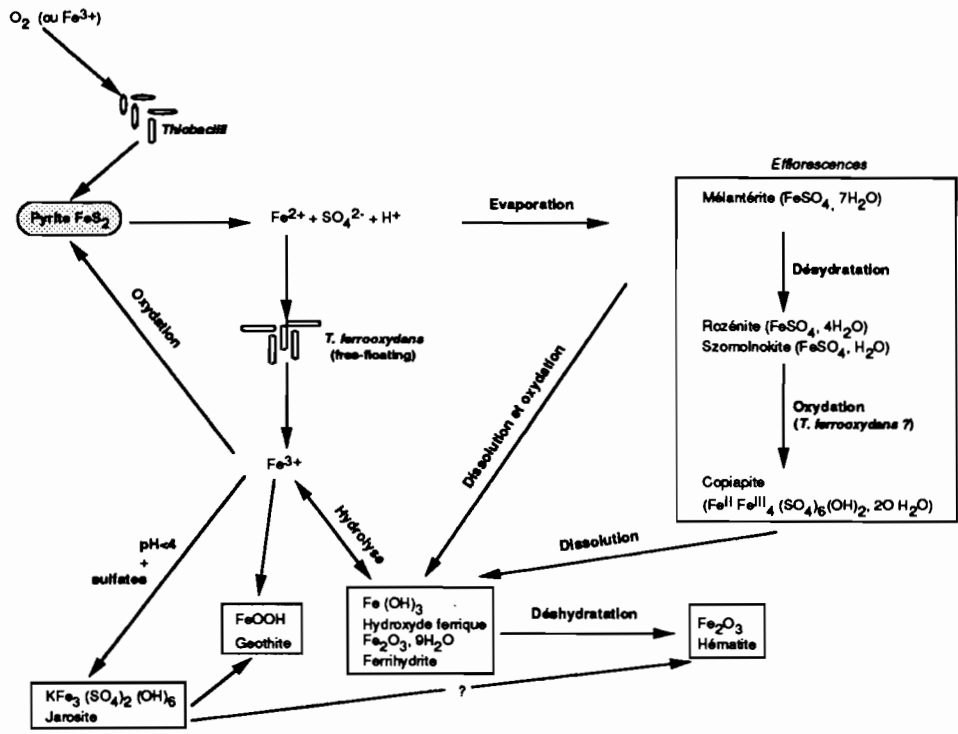 O2 (ou Fe3+)
Thiobacilli
Efflorescences
Pyrite FeS2
Fe2+ + SO42- + H+
Evaporation
Mélantérite (FeSO4, 7H2O)
Désydratation
Oxydation
T. ferrooxydans
(free-floating)
Rozénite (FeSO4, 4H2O)
Szomolnokite (FeSO4, H2O)
Dissolution et oxydation
Oxydation
(T. ferrooxydans ?)
Fe3+
Copiapite
(FeII FeIII4 (SO4)6(OH)2, 20 H2O)
Hydrolyse
pH<4
+
sulfates
Dissolution
FeOOH
Geothite
Fe (OH)3
Hydroxyde ferrique
Fe2O3, 9H2O
Ferrihydrite
Déshydratation
Fe2O3
Hématite
KFe3 (SO4)2 (OH)6
Jarosite
?